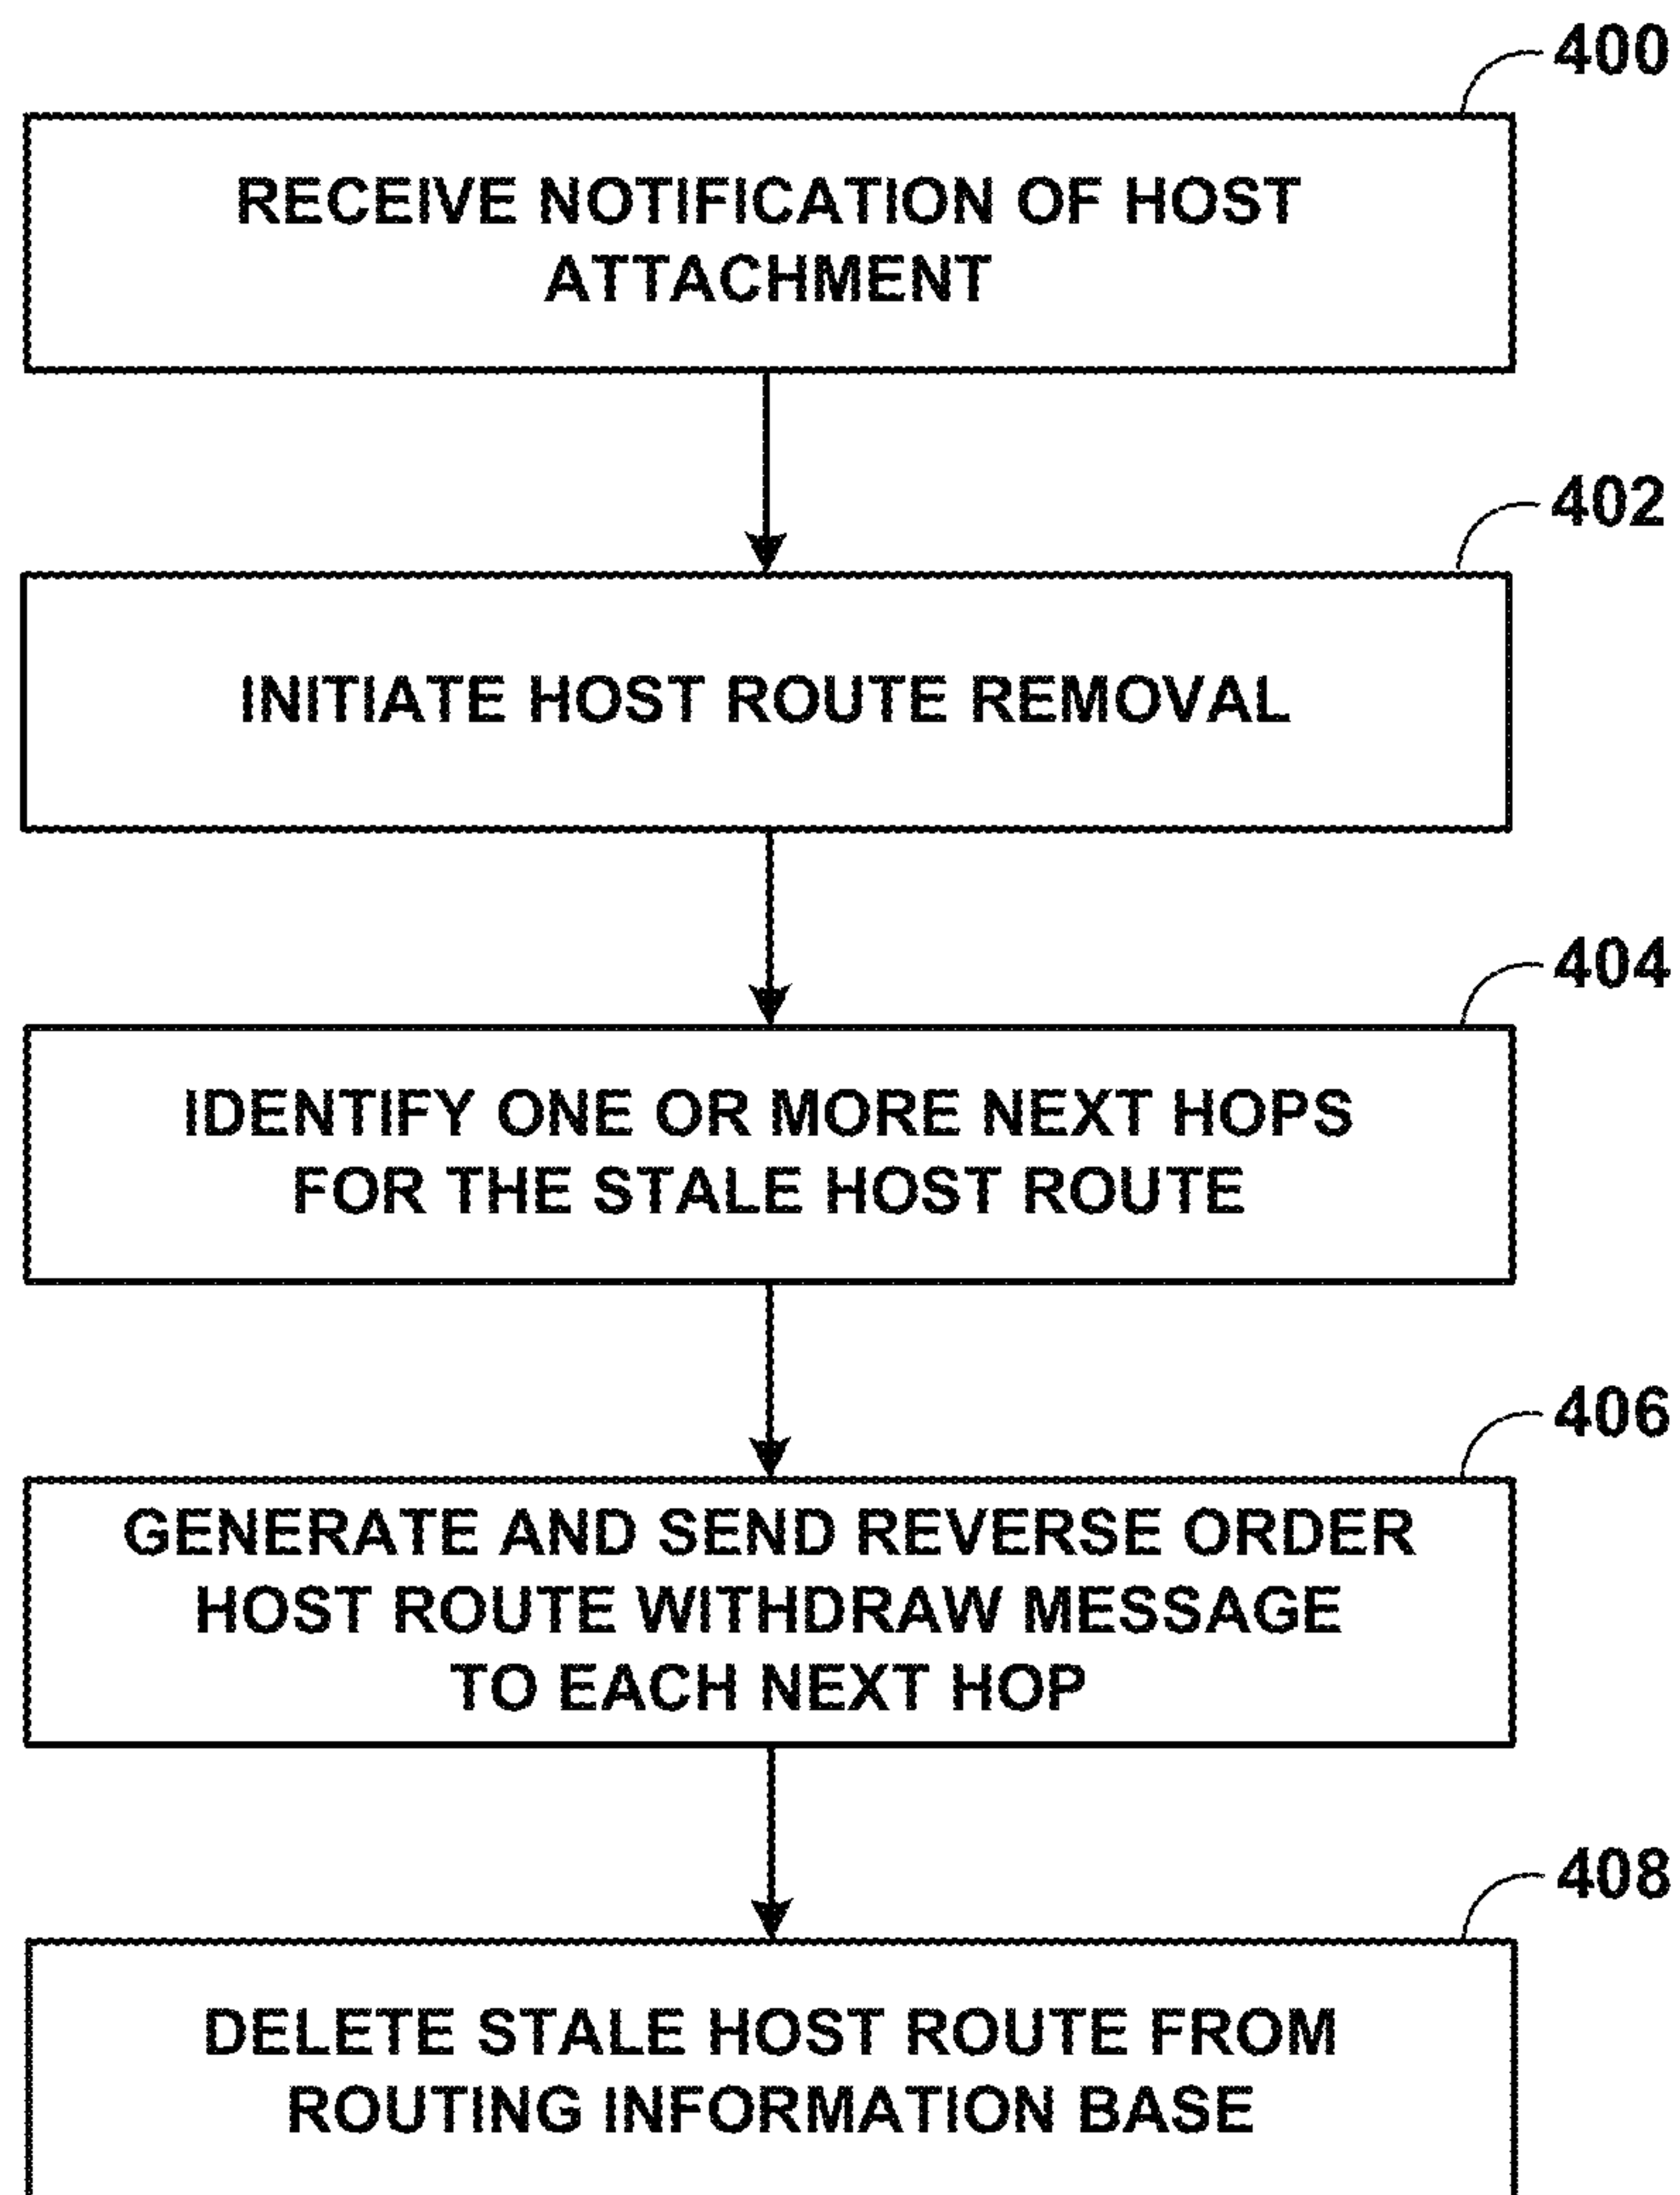 400
RECEIVE NOTIFICATION OF HOST
ATTACHMENT
402
INITIATE HOST ROUTE REMOVAL
404
IDENTIFY ONE OR MORE NEXT HOPS
FOR THE STALE HOST ROUTE
406
GENERATE AND SEND REVERSE ORDER
HOST ROUTE WITHDRAW MESSAGE
TO EACH NEXT HOP
408
DELETE STALE HOST ROUTE FROM
ROUTING INFORMATION BASE